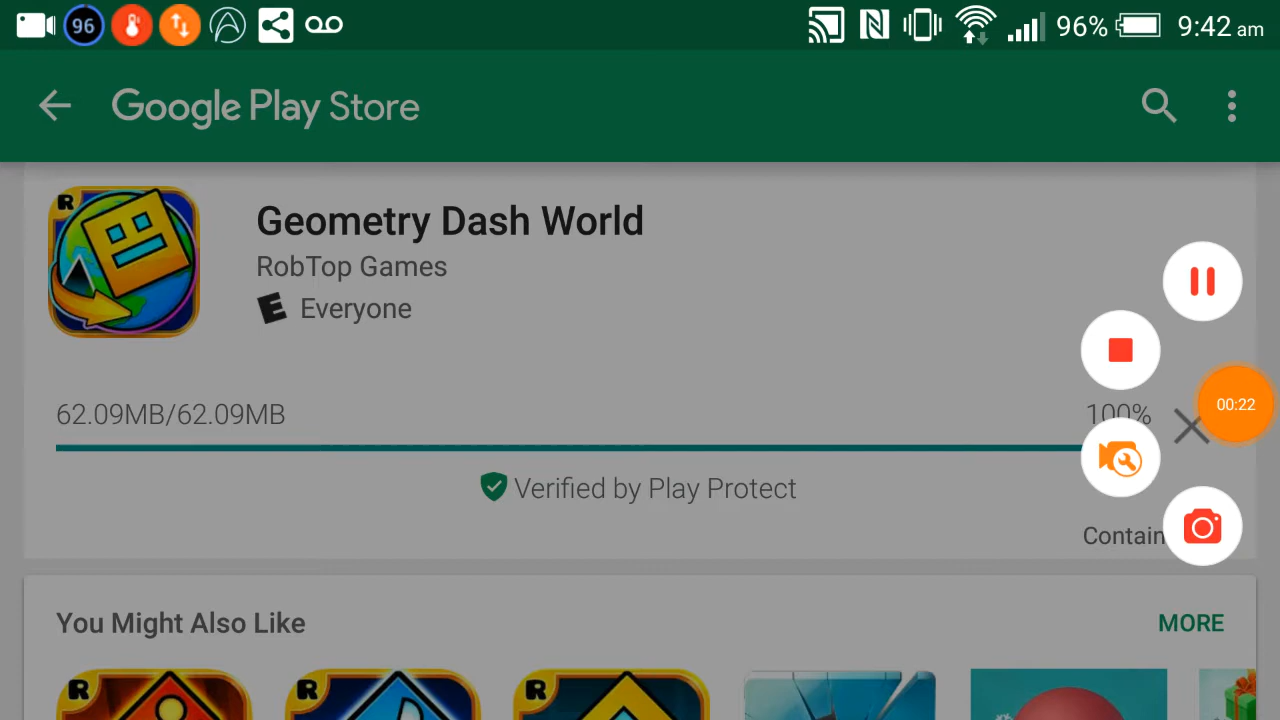 96 96% 9:42 am
Google Play Store
R
Geometry Dash World
RobTop Games
E Everyone
62.09MB/62.09MB 100%
00:22
Verified by Play Protect
Contain
You Might Also Like MORE
R R R